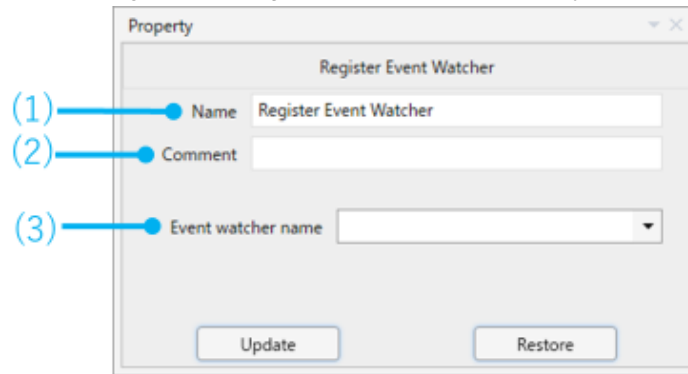 Property
Register Event Watcher
(1) Name Register Event Watcher
(2) Comment
(3) Event watcher name
Update Restore